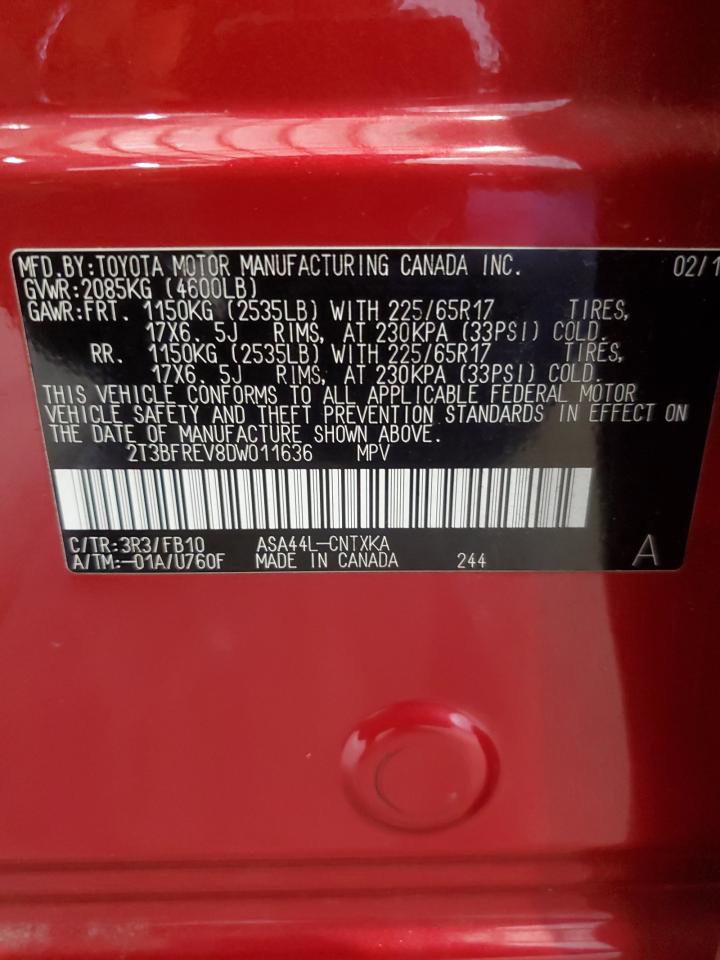 MFD.BY:TOYOTA MOTOR MANUFACTURING CANADA INC. 02/1
GVWR:2085KG (4600LB)
GAWR:FRT. 1150KG (2535LB) WITH 225/65R17 TIRES,
17X6. 5J RIMS, AT 230KPA (33PSI) COLD,
RR. 1150KG (2535LB) WITH 225/65R17 TIRES,
17X6. 5J RIMS, AT 230KPA (33PSI) COLD.
THIS VEHICLE CONFORMS TO ALL APPLICABLE FEDERAL MOTOR
VEHICLE SAFETY AND THEFT PREVENTION STANDARDS IN EFFECT ON
THE DATE OF MANUFACTURE SHOWN ABOVE.
2T3BFREV8DW011636 MPV
C/TR:3R3/FB10 ASA44L-CNTXKA
A/TM:-01A/U760F MADE IN CANADA 244 A